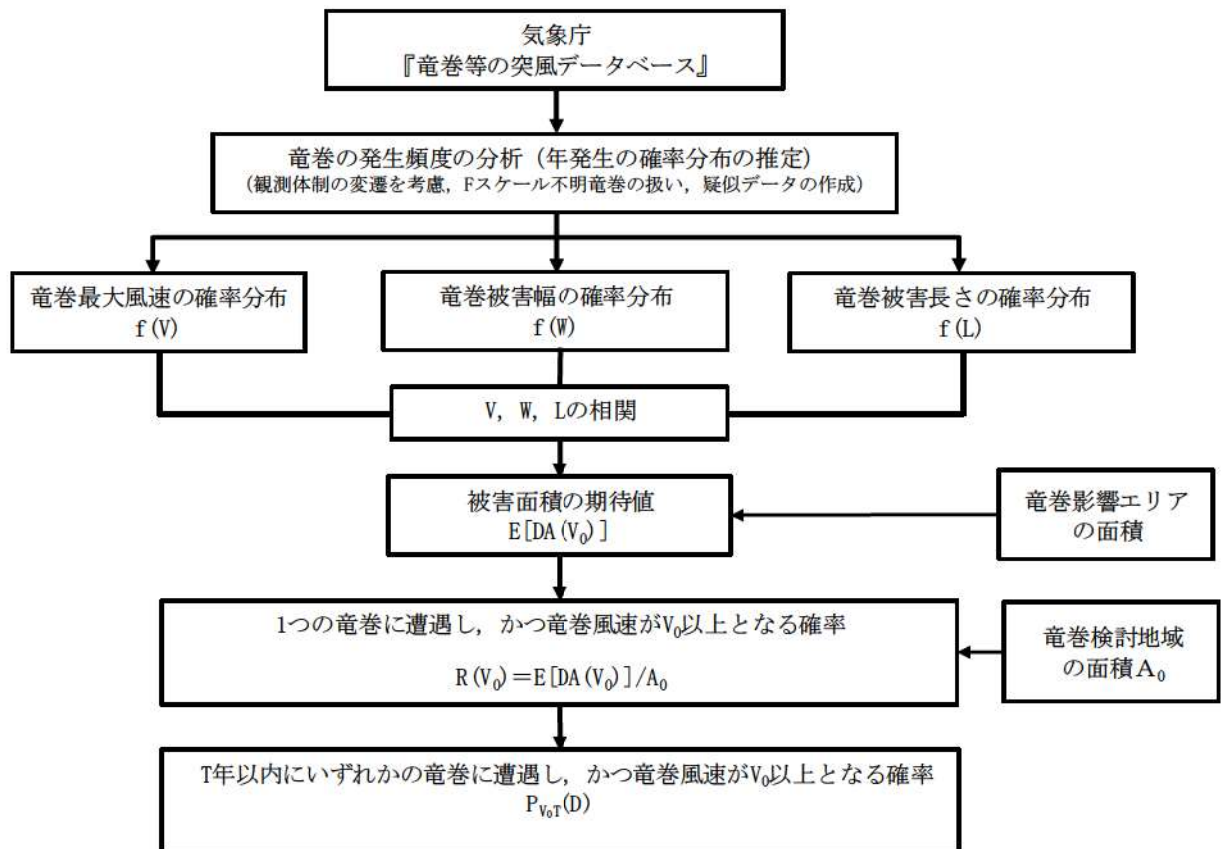 気象庁
『竜巻等の突風データベース』
竜巻の発生頻度の分析（年発生の確率分布の推定）
（観測体制の変遷を考慮，Fスケール不明竜巻の扱い，疑似データの作成）
竜巻最大風速の確率分布
f(V)
竜巻被害幅の確率分布
f(W)
竜巻被害長さの確率分布
f(L)
V, W, Lの相関
被害面積の期待値
E[DA(V₀)]
竜巻影響エリア
の面積
1つの竜巻に遭遇し，かつ竜巻風速がV₀以上となる確率
R(V₀)＝E[DA(V₀)]/A₀
竜巻検討地域
の面積A₀
T年以内にいずれかの竜巻に遭遇し，かつ竜巻風速がV₀以上となる確率
P_V₀T(D)